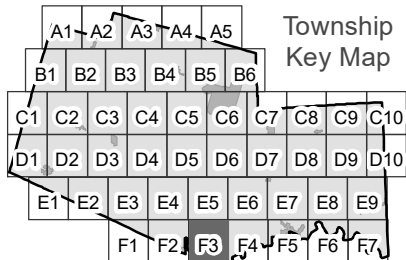 Township
Key Map
A1 A2 A3 A4 A5
B1 B2 B3 B4 B5 B6
C1 C2 C3 C4 C5 C6 C7 C8 C9 C10
D1 D2 D3 D4 D5 D6 D7 D8 D9 D10
E1 E2 E3 E4 E5 E6 E7 E8 E9
F1 F2 F3 F4 F5 F6 F7